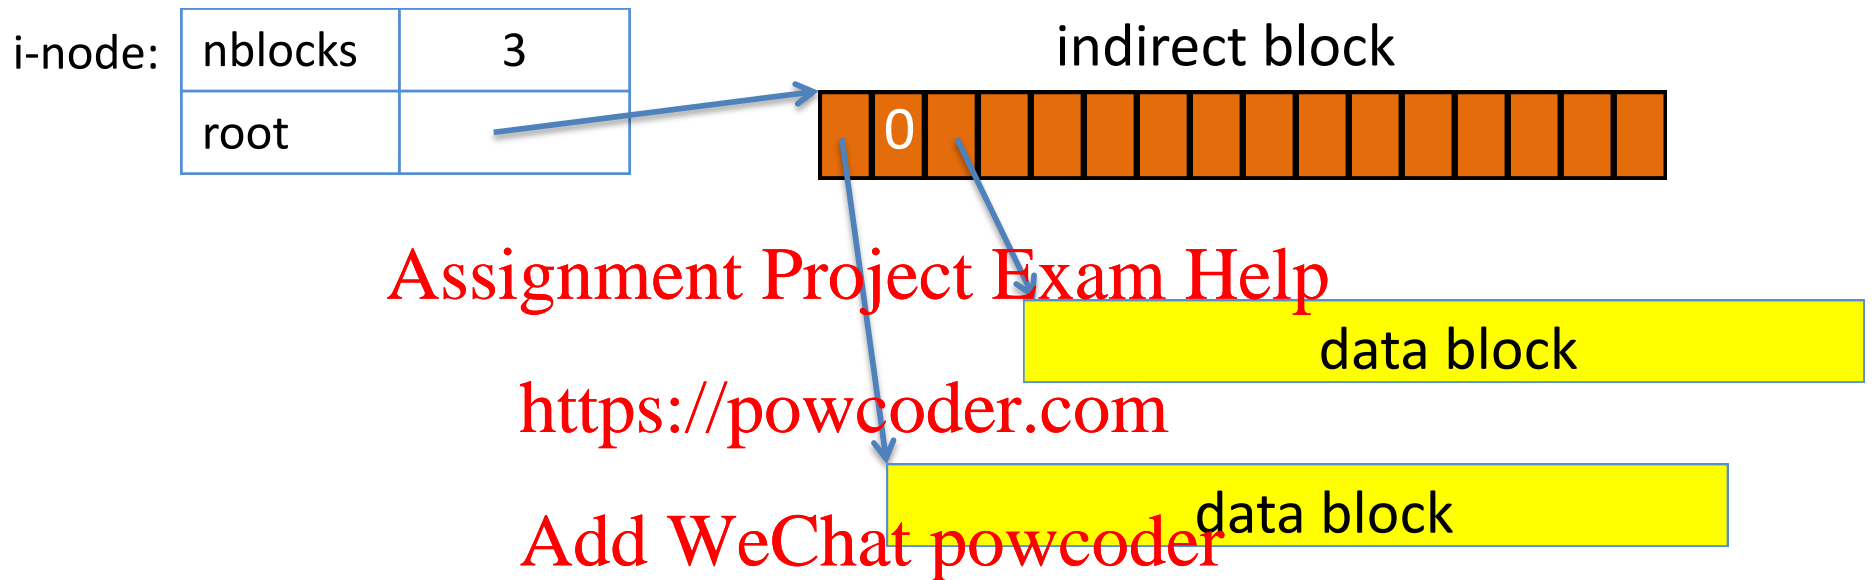 i-node:
nblocks 3
root
indirect block
0
Assignment Project Exam Help
data block
https://powcoder.com
data block
Add WeChat powcoder